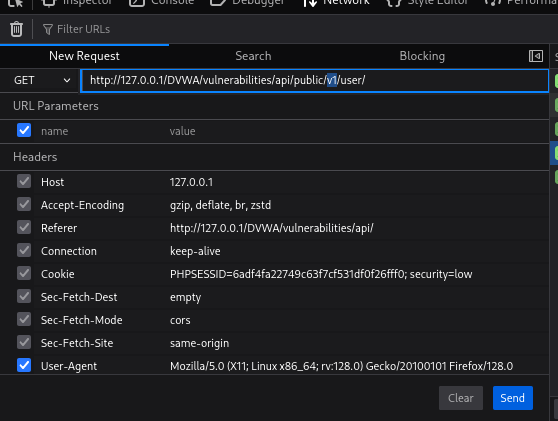 Inspector Console Debugger Network Style Editor Performa
Filter URLs
New Request Search Blocking
GET http://127.0.0.1/DVWA/vulnerabilities/api/public/v1/user/
URL Parameters
name value
Headers
Host 127.0.0.1
Accept-Encoding gzip, deflate, br, zstd
Referer http://127.0.0.1/DVWA/vulnerabilities/api/
Connection keep-alive
Cookie PHPSESSID=6adf4fa22749c63f7cf531df0f26fff0; security=low
Sec-Fetch-Dest empty
Sec-Fetch-Mode cors
Sec-Fetch-Site same-origin
User-Agent Mozilla/5.0 (X11; Linux x86_64; rv:128.0) Gecko/20100101 Firefox/128.0
Clear Send